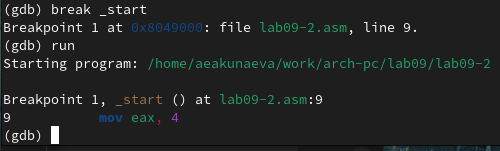 (gdb) break _start
Breakpoint 1 at 0x8049000: file lab09-2.asm, line 9.
(gdb) run
Starting program: /home/aeakunaeva/work/arch-pc/lab09/lab09-2
Breakpoint 1, _start () at lab09-2.asm:9
9 mov eax, 4
(gdb)